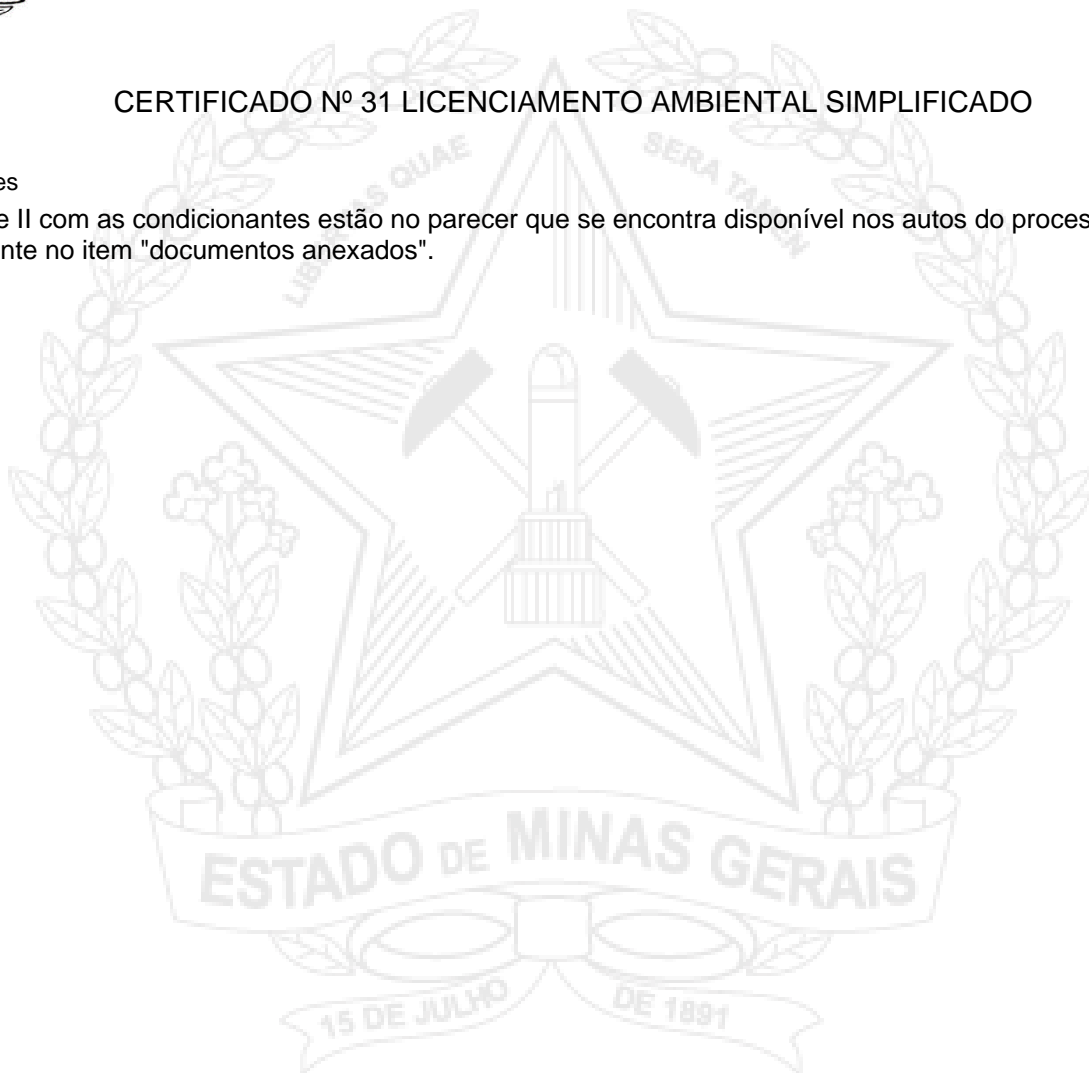 CERTIFICADO Nº 31 LICENCIAMENTO AMBIENTAL SIMPLIFICADO
es
e II com as condicionantes estão no parecer que se encontra disponível nos autos do proces
nte no item "documentos anexados".
LIBERTAS QUAE SERA TAMEN
ESTADO DE MINAS GERAIS
15 DE JULHO DE 1891